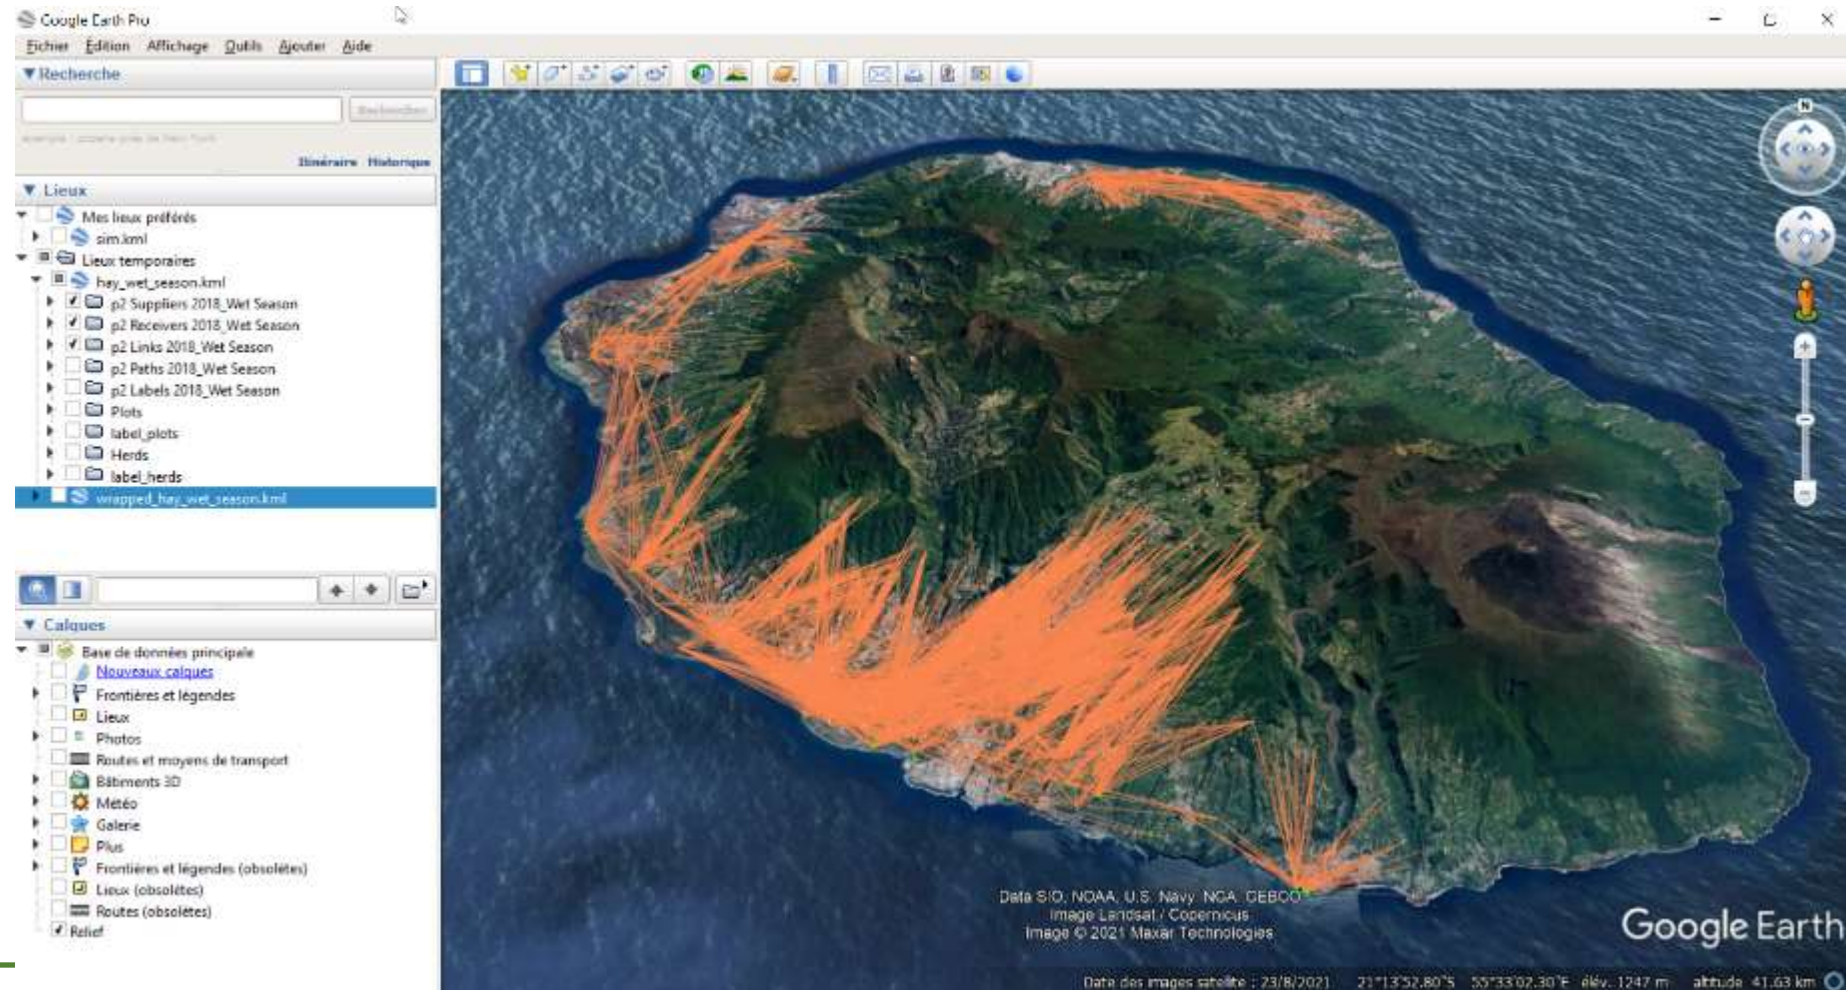 Google Earth Pro
Fichier Édition Affichage Outils Ajouter Aide
Recherche
Rechercher
Itinéraire Historique
Lieux
Mes lieux préférés
sim.kml
Lieux temporaires
hay_wet_season.kml
p2 Suppliers 2018_Wet Season
p2 Receivers 2018_Wet Season
p2 Links 2018_Wet Season
p2 Paths 2018_Wet Season
p2 Labels 2018_Wet Season
Plots
label_plots
Herds
label_herds
wrapped_hay_wet_season.kml
Calques
Base de données principale
Nouveaux calques
Frontières et légendes
Lieux
Photos
Routes et moyens de transport
Bâtiments 3D
Météo
Galerie
Plus
Frontières et légendes (obsolètes)
Lieux (obsolètes)
Routes (obsolètes)
Relief
N
Data SIO, NOAA, U.S. Navy, NGA, GEBCO
Image Landsat / Copernicus
Image © 2021 Maxar Technologies
Google Earth
Date des images satellite : 23/8/2021 21°13'52.80"S 55°33'02.30"E élév. 1247 m altitude 41.63 km